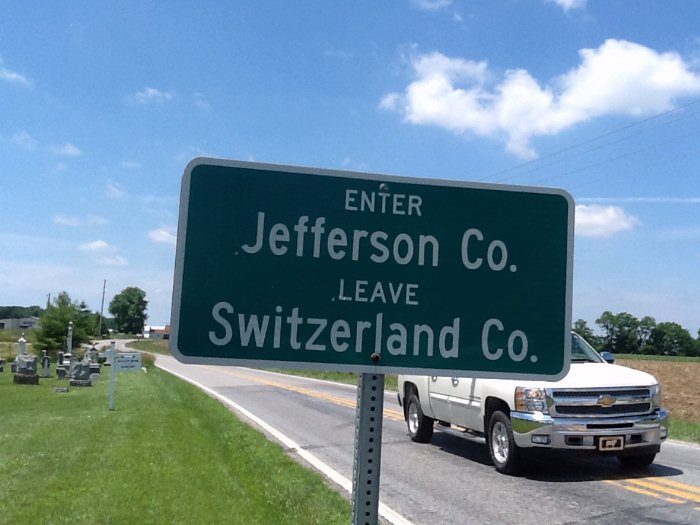 ENTER
Jefferson Co.
LEAVE
Switzerland Co.